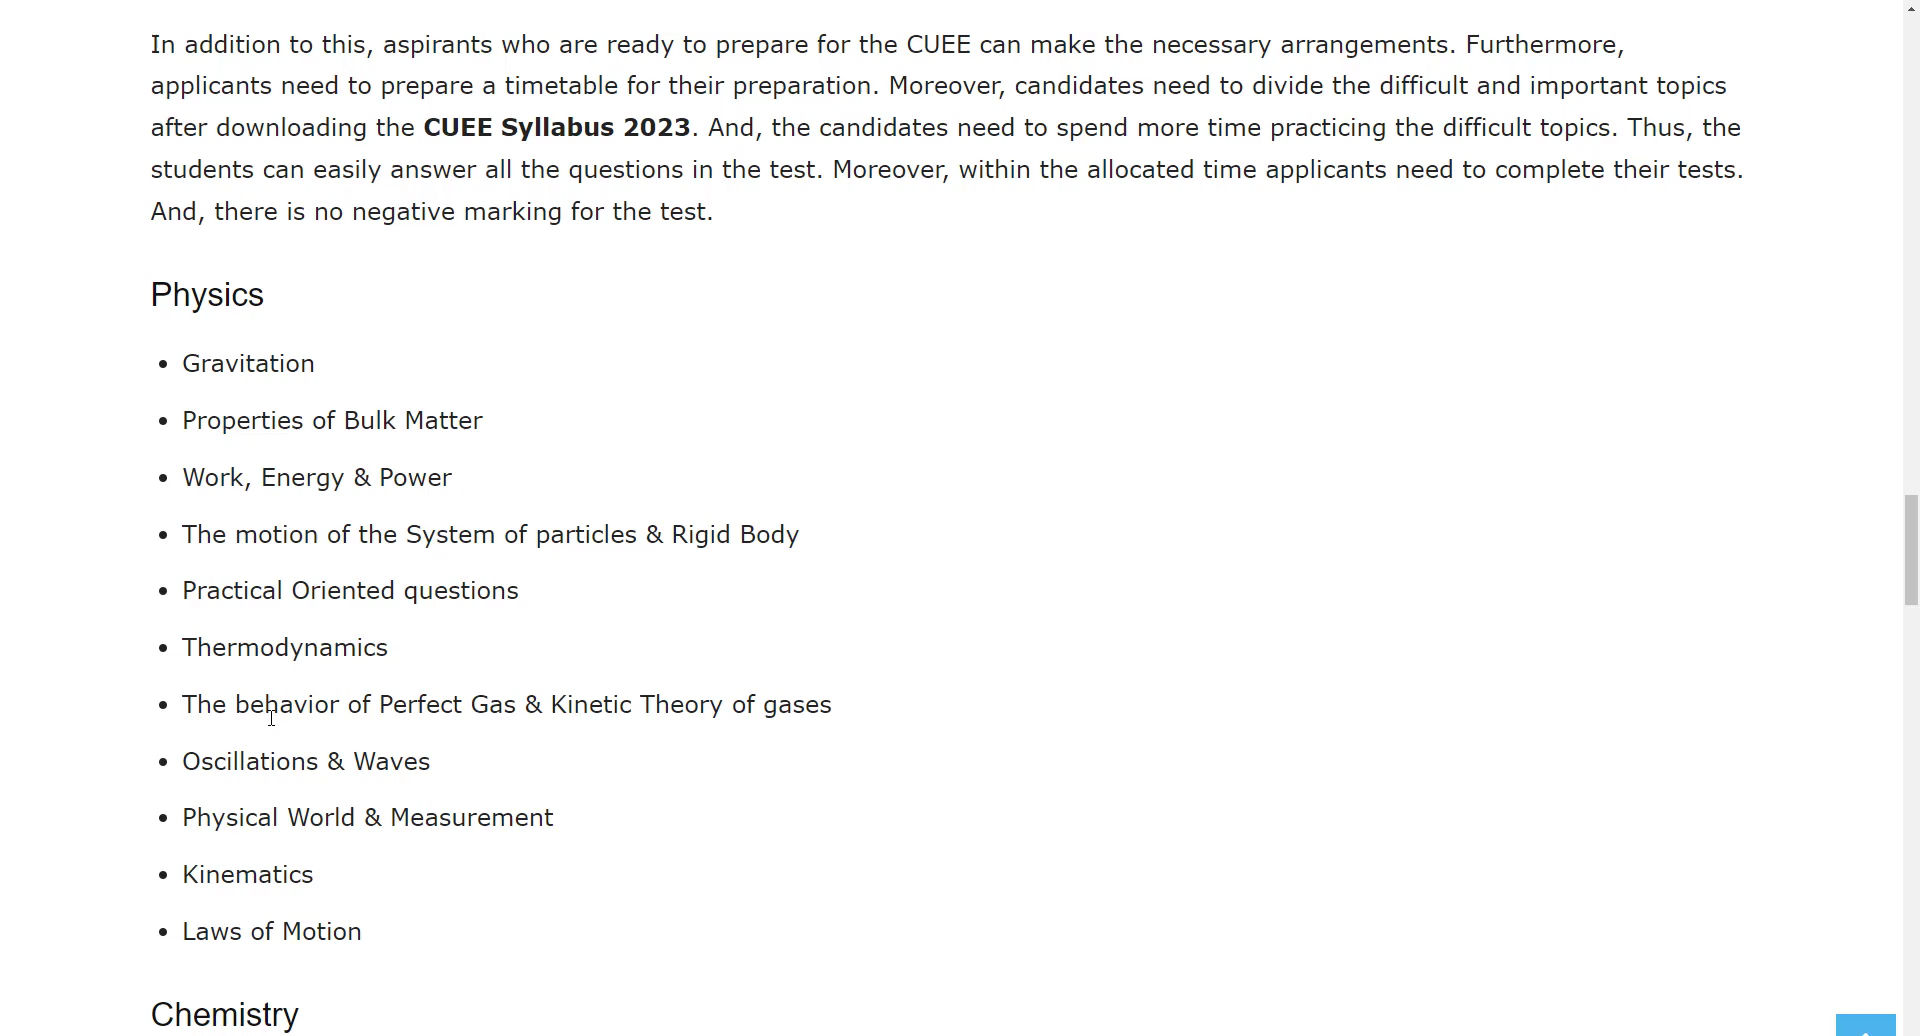 In addition to this, aspirants who are ready to prepare for the CUEE can make the necessary arrangements. Furthermore,
applicants need to prepare a timetable for their preparation. Moreover, candidates need to divide the difficult and important topics
after downloading the CUEE Syllabus 2023. And, the candidates need to spend more time practicing the difficult topics. Thus, the
students can easily answer all the questions in the test. Moreover, within the allocated time applicants need to complete their tests.
And, there is no negative marking for the test.
Physics
• Gravitation
• Properties of Bulk Matter
• Work, Energy & Power
• The motion of the System of particles & Rigid Body
• Practical Oriented questions
• Thermodynamics
• The behavior of Perfect Gas & Kinetic Theory of gases
• Oscillations & Waves
• Physical World & Measurement
• Kinematics
• Laws of Motion
Chemistry